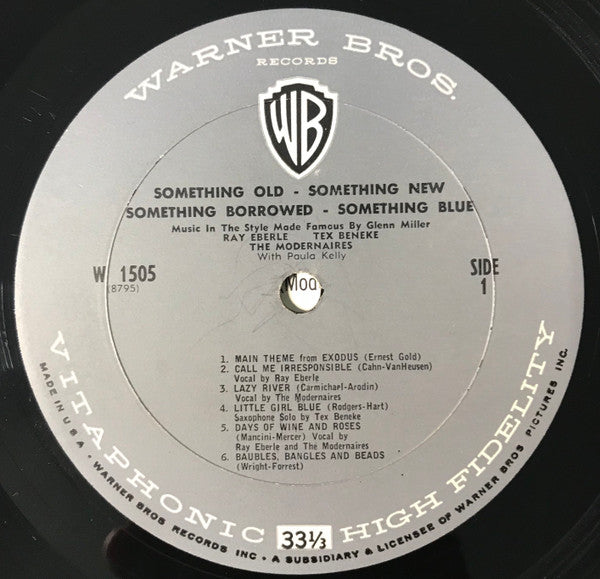 WARNER BROS.
RECORDS
WB
SOMETHING OLD - SOMETHING NEW
SOMETHING BORROWED - SOMETHING BLUE
Music In The Style Made Famous By Glenn Miller
RAY EBERLE TEX BENEKE
THE MODERNAIRES
With Paula Kelly
W 1505
(8795)
SIDE
1
(Moa
1. MAIN THEME from EXODUS (Ernest Gold)
2. CALL ME IRRESPONSIBLE (Cahn-VanHeusen)
Vocal by Ray Eberle
3. LAZY RIVER (Carmichael-Arodin)
Vocal by The Modernaires
4. LITTLE GIRL BLUE (Rodgers-Hart)
Saxophone Solo by Tex Beneke
5. DAYS OF WINE AND ROSES
(Mancini-Mercer) Vocal by
Ray Eberle and The Modernaires
6. BAUBLES, BANGLES AND BEADS
(Wright-Forrest)
VITAPHONIC HIGH FIDELITY
33⅓
MADE IN U.S.A. • WARNER BROS RECORDS INC • A SUBSIDIARY & LICENSEE OF WARNER BROS PICTURES INC.